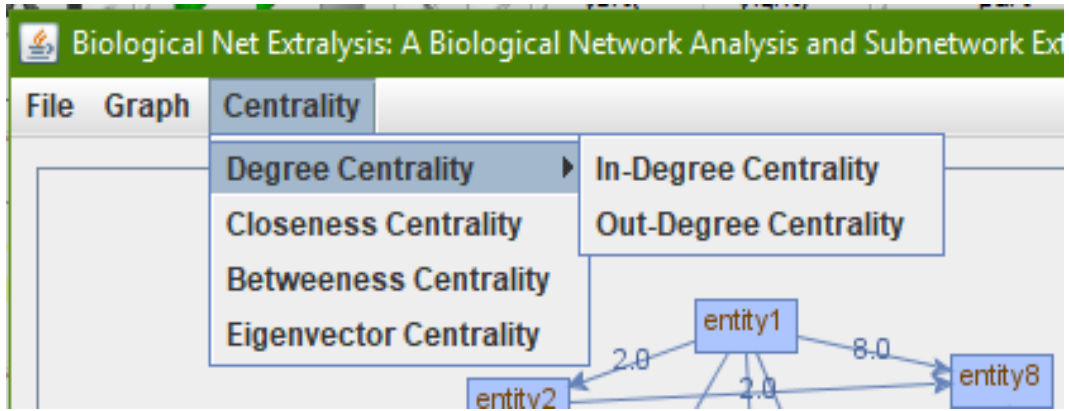 Biological Net Extralysis: A Biological Network Analysis and Subnetwork
File Graph Centrality
Degree Centrality
In-Degree Centrality
Closeness Centrality
Out-Degree Centrality
Betweeness Centrality
Eigenvector Centrality
entity1
2.0
8.0
2.0
entity8
entity2